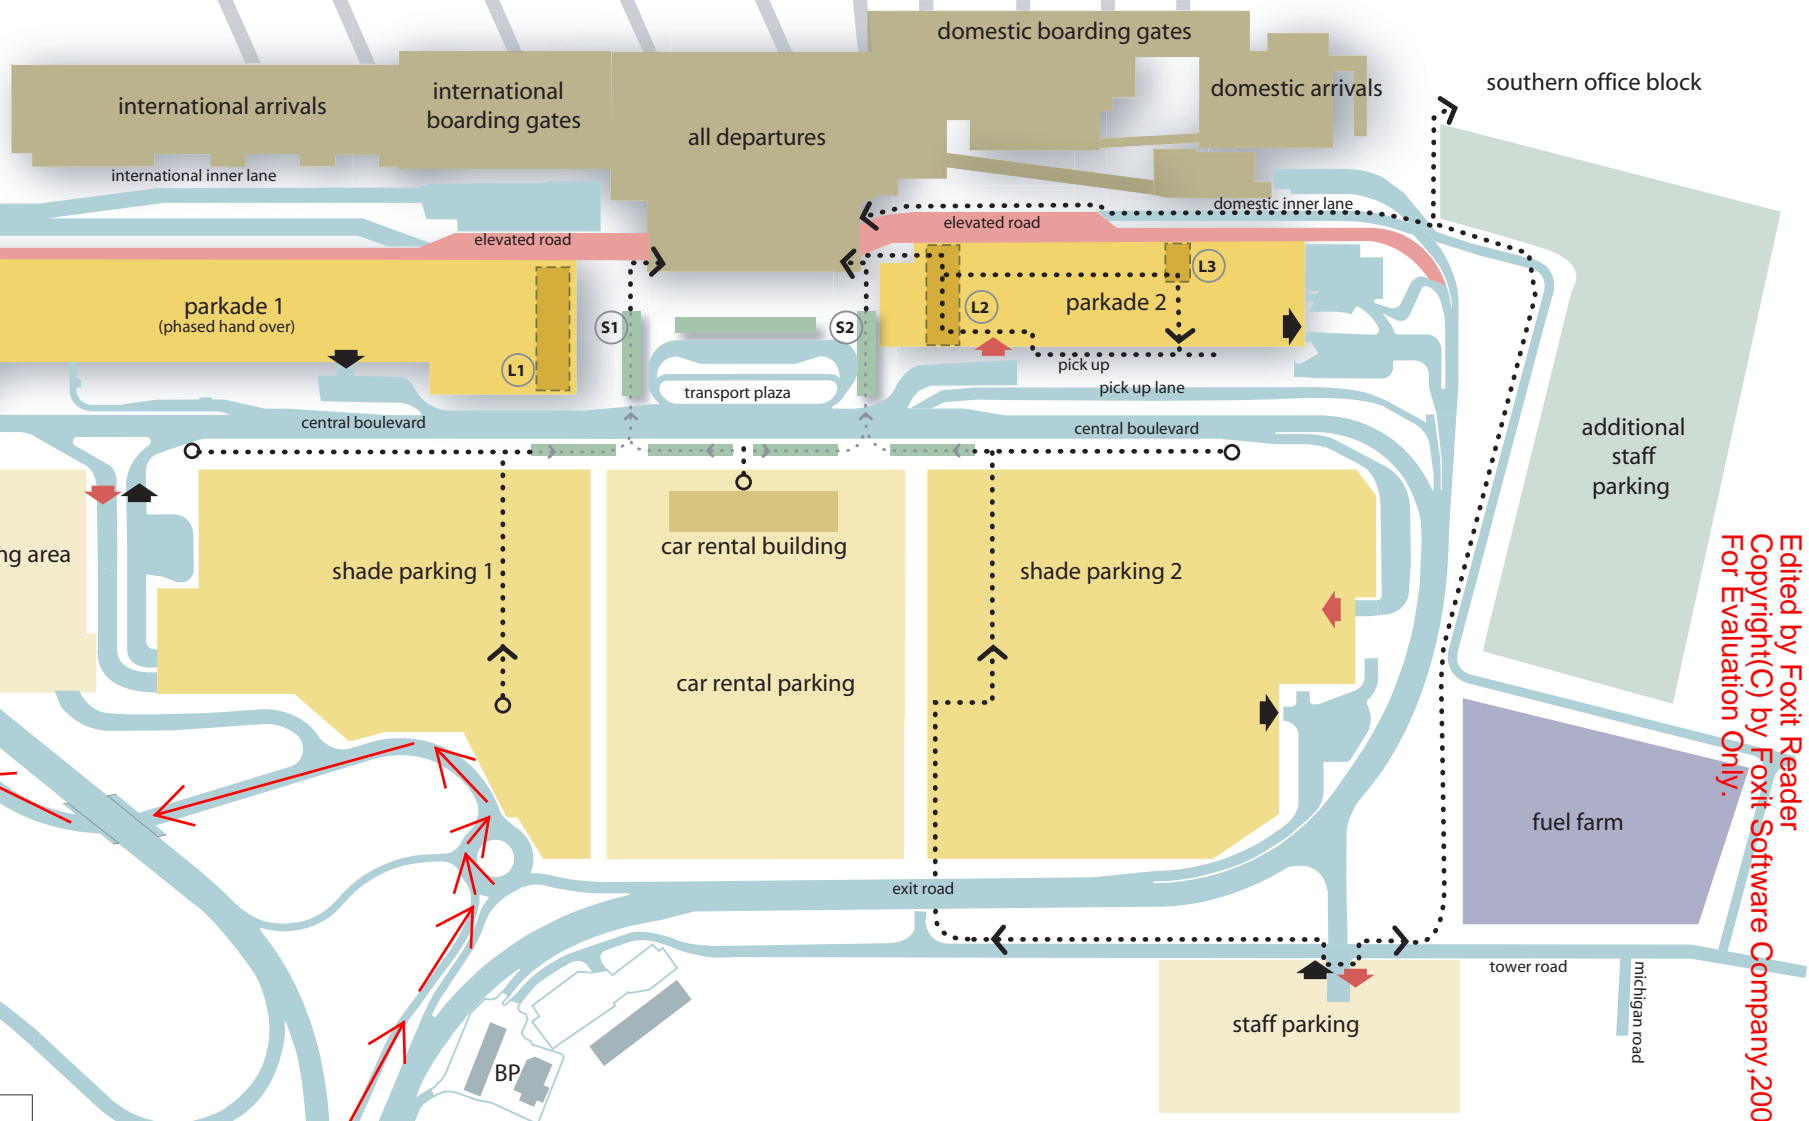 domestic boarding gates
international arrivals
international
boarding gates
all departures
domestic arrivals
southern office block
international inner lane
domestic inner lane
elevated road
elevated road
parkade 1
(phased hand over)
S1
S2
L1
L2
L3
parkade 2
pick up
pick up lane
transport plaza
central boulevard
central boulevard
additional
staff
parking
ng area
shade parking 1
car rental building
shade parking 2
car rental parking
fuel farm
exit road
tower road
michigan road
staff parking
BP
Edited by Foxit Reader
Copyright(C) by Foxit Software Company,200
For Evaluation Only.